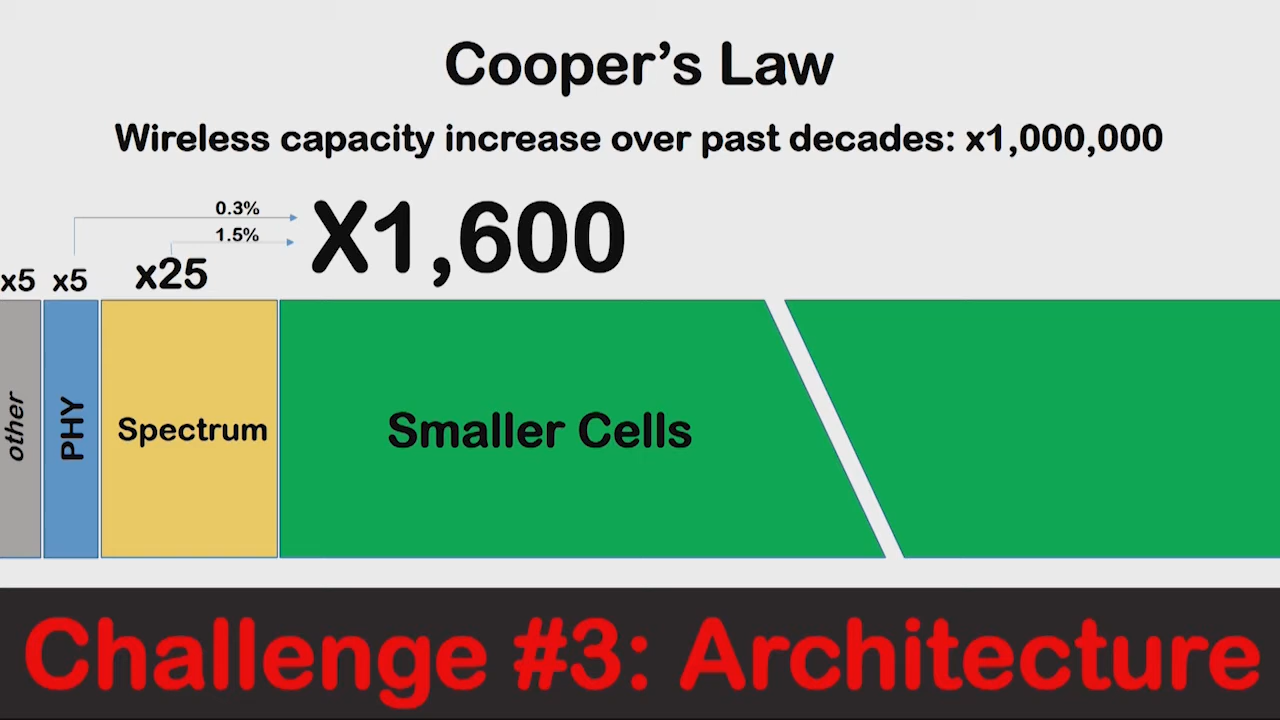 Cooper's Law
Wireless capacity increase over past decades: x1,000,000
0.3%
1.5%
X1,600
x5 x5 x25
other
PHY
Spectrum
Smaller Cells
Challenge #3: Architecture